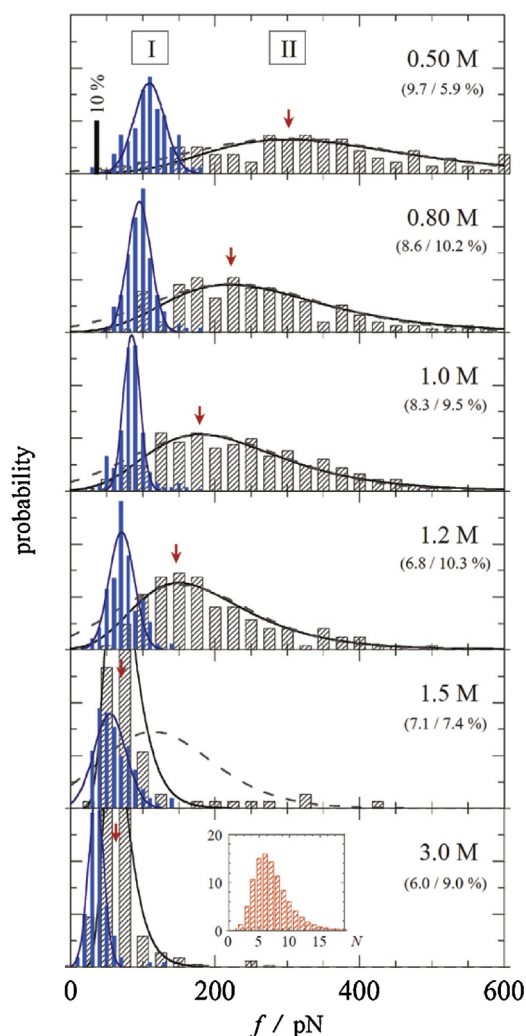 I II
10 %
0.50 M
(9.7 / 5.9 %)
0.80 M
(8.6 / 10.2 %)
1.0 M
(8.3 / 9.5 %)
1.2 M
(6.8 / 10.3 %)
1.5 M
(7.1 / 7.4 %)
3.0 M
(6.0 / 9.0 %)
20
10
0
0 5 10 15 N
probability
0 200 400 600
f / pN